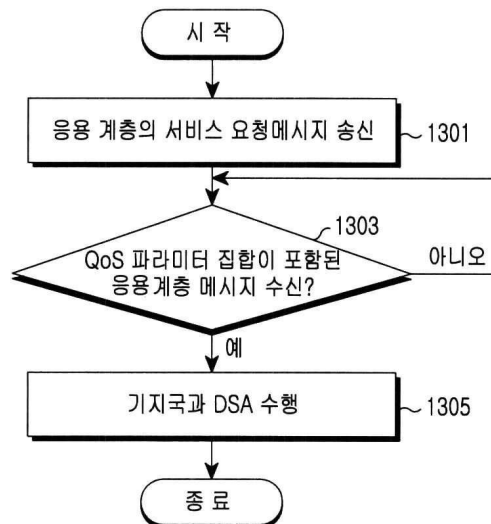 시 작
응용 계층의 서비스 요청메시지 송신
1301
1303
QoS 파라미터 집합이 포함된
응용계층 메시지 수신?
아니오
예
기지국과 DSA 수행
1305
종 료